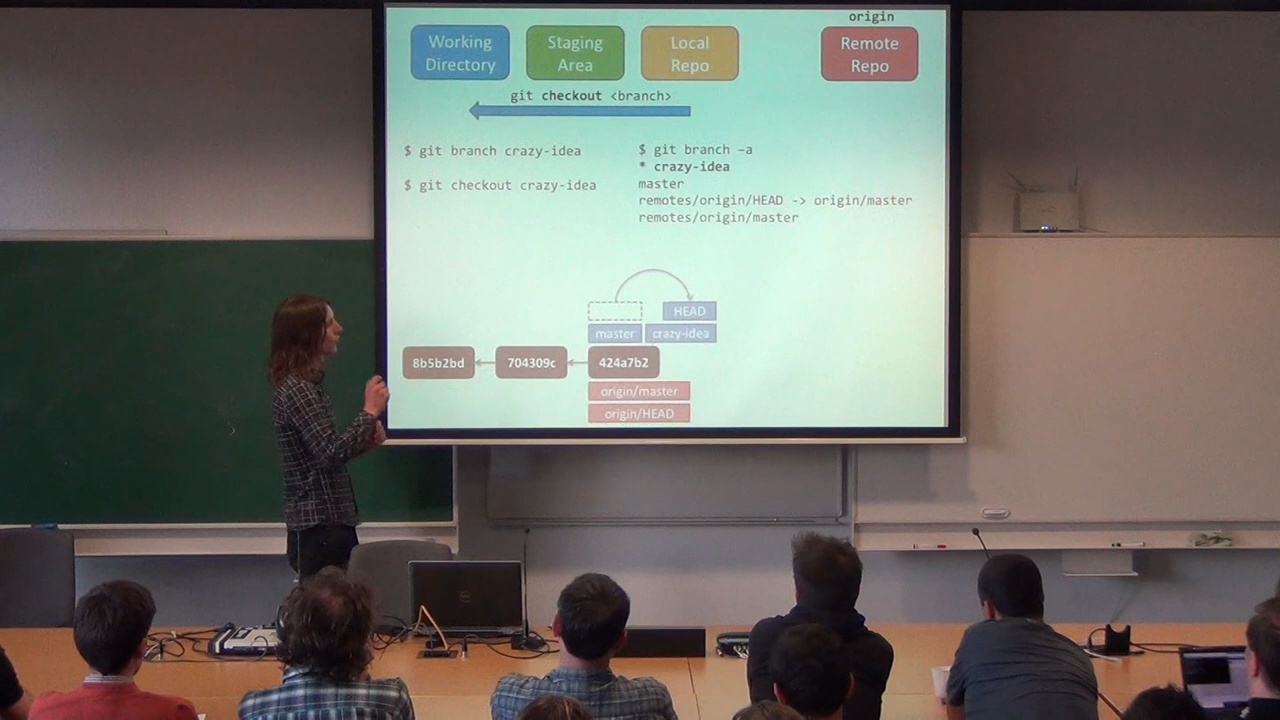 origin
Working
Directory
Staging
Area
Local
Repo
Remote
Repo
git checkout <branch>
$ git branch crazy-idea
$ git checkout crazy-idea
$ git branch –a
* crazy-idea
master
remotes/origin/HEAD -> origin/master
remotes/origin/master
HEAD
master
crazy-idea
8b5b2bd
704309c
424a7b2
origin/master
origin/HEAD